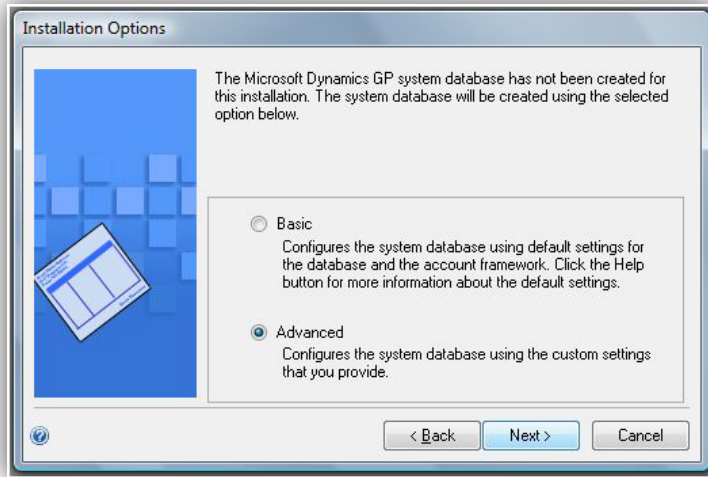 Installation Options
The Microsoft Dynamics GP system database has not been created for
this installation. The system database will be created using the selected
option below.
Basic
Configures the system database using default settings for
the database and the account framework. Click the Help
button for more information about the default settings.
Advanced
Configures the system database using the custom settings
that you provide.
< Back
Next >
Cancel